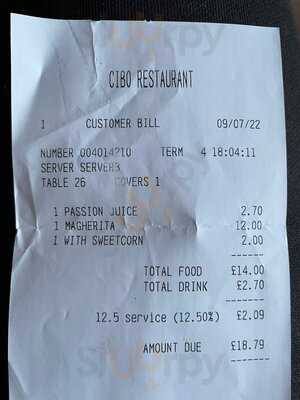 CIBO RESTAURANT
1 CUSTOMER BILL 09/07/22
NUMBER 004014210 TERM 4 18:04:11
SERVER SERVER3
TABLE 26 COVERS 1
1 PASSION JUICE 2.70
1 MAGHERITA 12.00
1 WITH SWEETCORN 2.00
-------
TOTAL FOOD £14.00
TOTAL DRINK £2.70
-------
12.5 service (12.50%) £2.09
AMOUNT DUE £18.79
-------